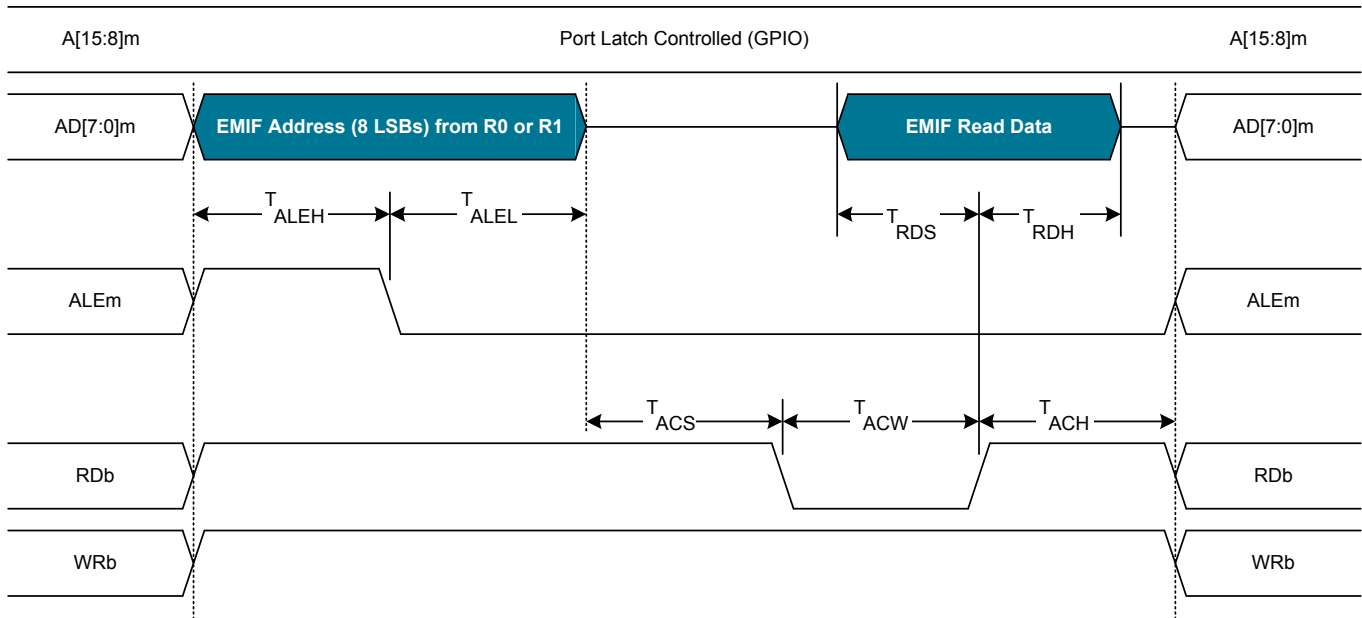 A[15:8]m Port Latch Controlled (GPIO) A[15:8]m
AD[7:0]m EMIF Address (8 LSBs) from R0 or R1 EMIF Read Data AD[7:0]m
TALEH TALEL TRDS TRDH
ALEm ALEm
TACS TACW TACH
RDb RDb
WRb WRb